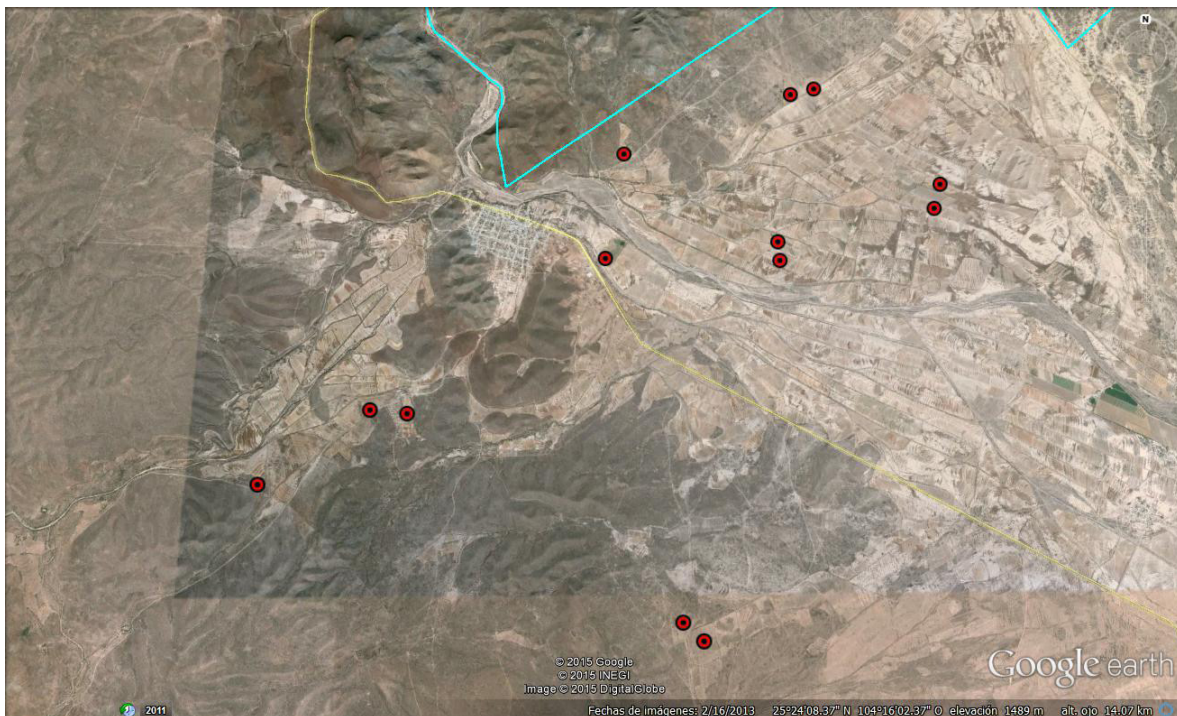 N
© 2015 Google
© 2015 INEGI
Image © 2015 DigitalGlobe
Google earth
2011
Fechas de imágenes: 2/16/2013 25°24'08.37" N 104°16'02.37" O elevación 1489 m alt. ojo 14.07 km